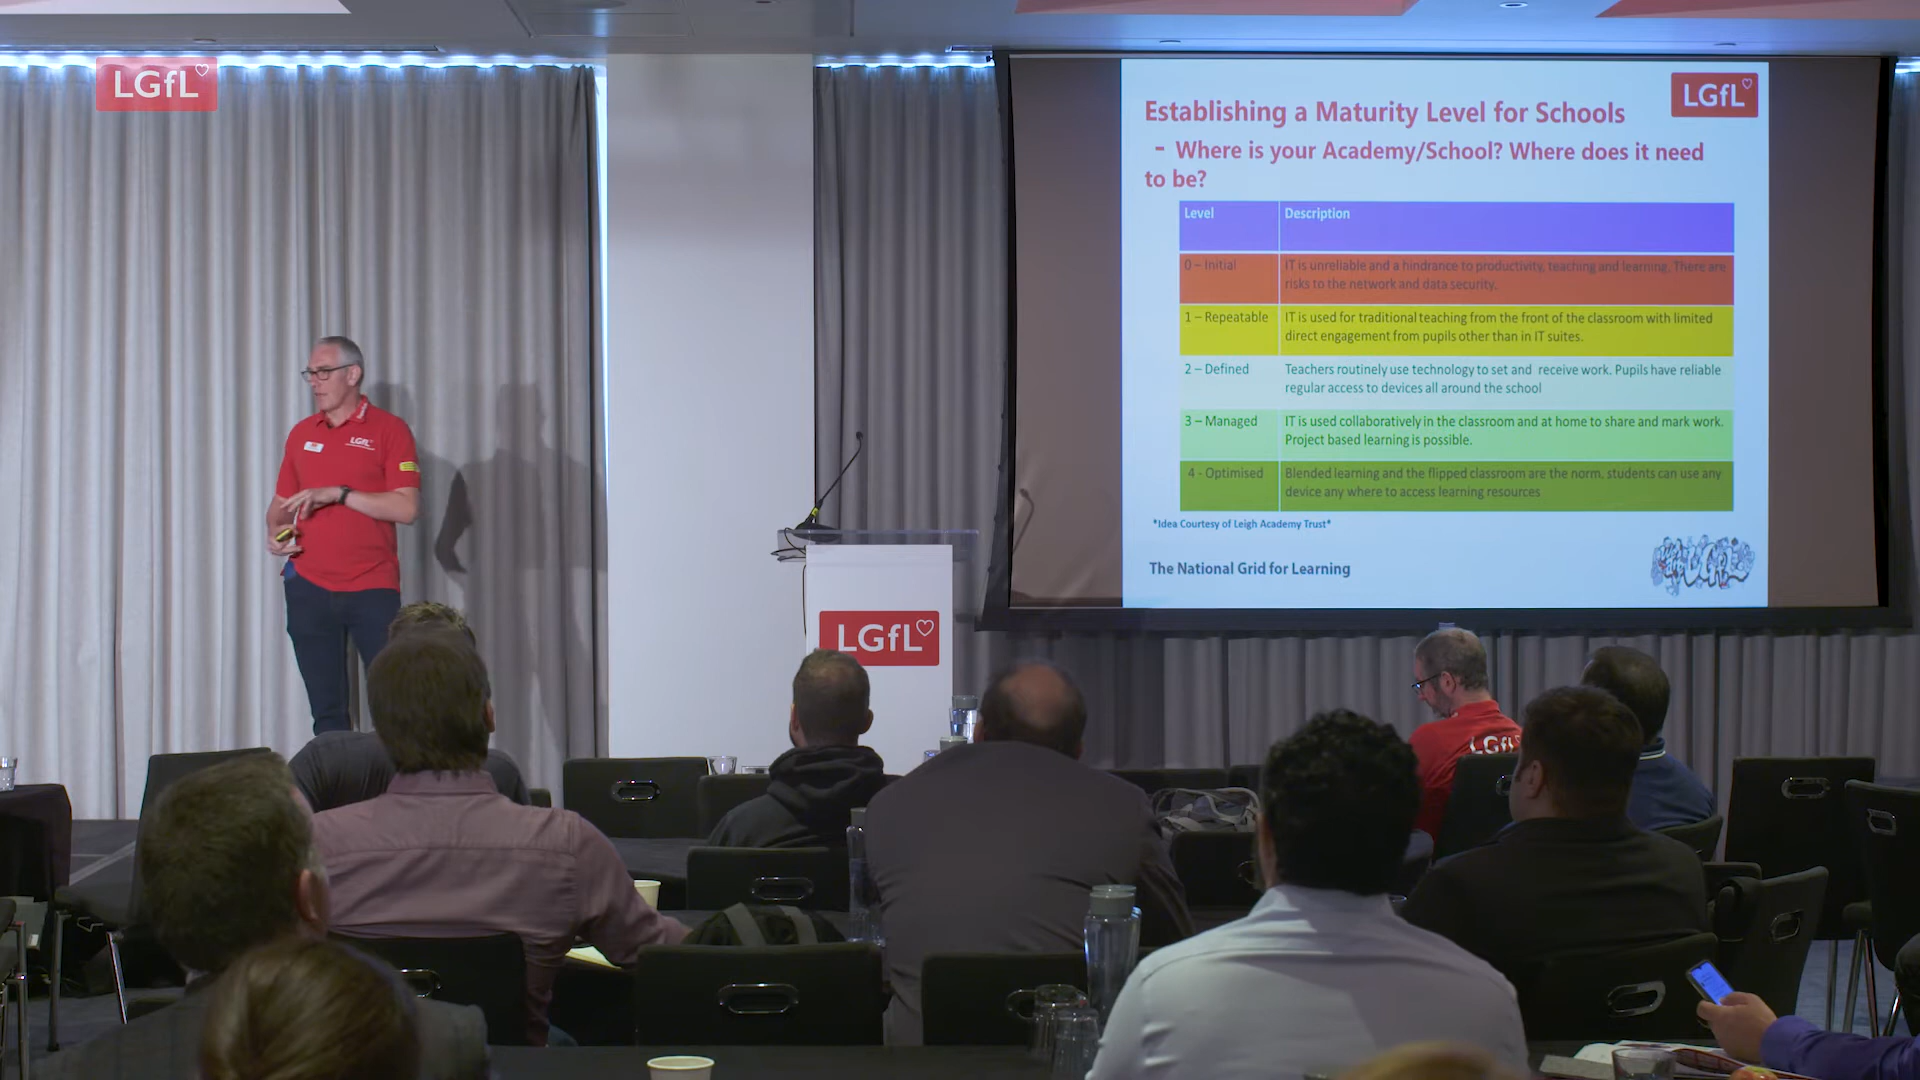 LGfL
LGfL
Establishing a Maturity Level for Schools
- Where is your Academy/School? Where does it need
to be?
Level Description
0 – Initial IT is unreliable and a hindrance to productivity, teaching and learning. There are
risks to the network and data security.
1 – Repeatable IT is used for traditional teaching from the front of the classroom with limited
direct engagement from pupils other than in IT suites.
2 – Defined Teachers routinely use technology to set and receive work. Pupils have reliable
regular access to devices all around the school
3 – Managed IT is used collaboratively in the classroom and at home to share and mark work.
Project based learning is possible.
4 - Optimised Blended learning and the flipped classroom are the norm, students can use any
device any where to access learning resources
*Idea Courtesy of Leigh Academy Trust*
The National Grid for Learning
LGfL
LGfL
LGfL